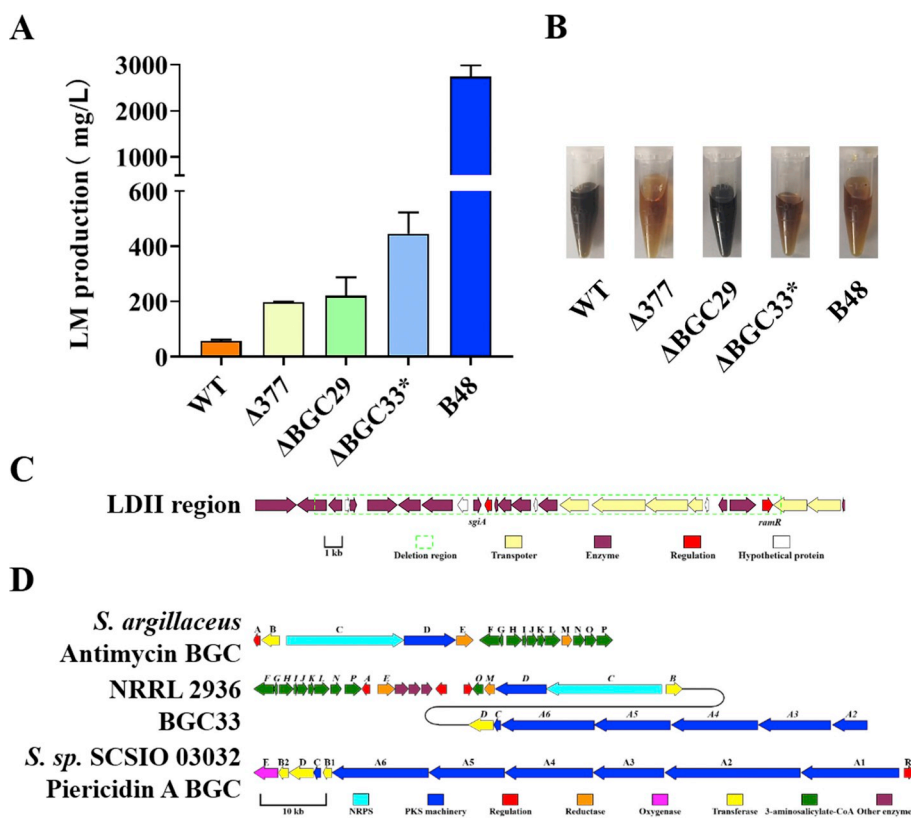 A
LM production ( mg/L)
3000
2000
1000
600
400
200
0
WT
Δ377
ΔBGC29
ΔBGC33*
B48
B
WT
Δ377
ΔBGC29
ΔBGC33*
B48
C
LDII region
sgiA
ramR
1 kb
Deletion region
Transpoter
Enzyme
Regulation
Hypothetical protein
D
S. argillaceus
Antimycin BGC
A B C D E F G H I J K L M N O P
NRRL 2936
F G H I J K L N P A E O M D C B
BGC33
D C A6 A5 A4 A3 A2
S. sp. SCSIO 03032
Piericidin A BGC
E B2 D C B1 A6 A5 A4 A3 A2 A1 R
10 kb
NRPS
PKS machinery
Regulation
Reductase
Oxygenase
Transferase
3-aminosalicylate-CoA
Other enzyme